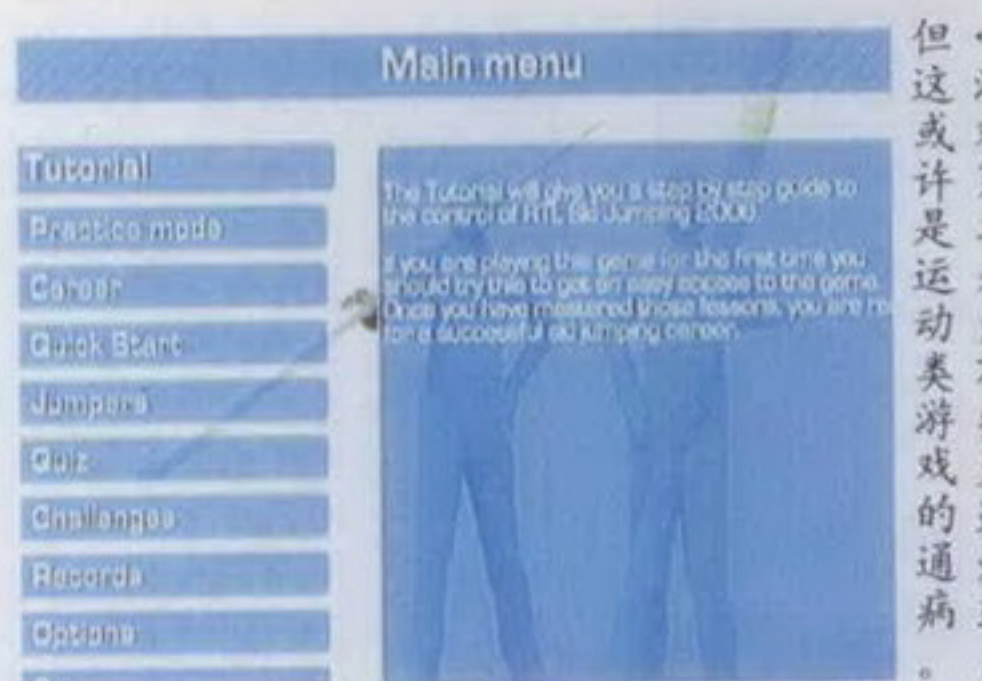 Main menu
Tutorial
Practice mode
Career
Quick Start
Jumpers
Quiz
Challenges
Records
Options
The Tutorial will give you a step by step guide to
the control of RTL Ski Jumping
If you are playing this game for the first time you
should try this to get an easy access to the game.
Once you have mastered those lessons, you are re
for a successful ski jumping career.
但这或许是运动类游戏的通病。